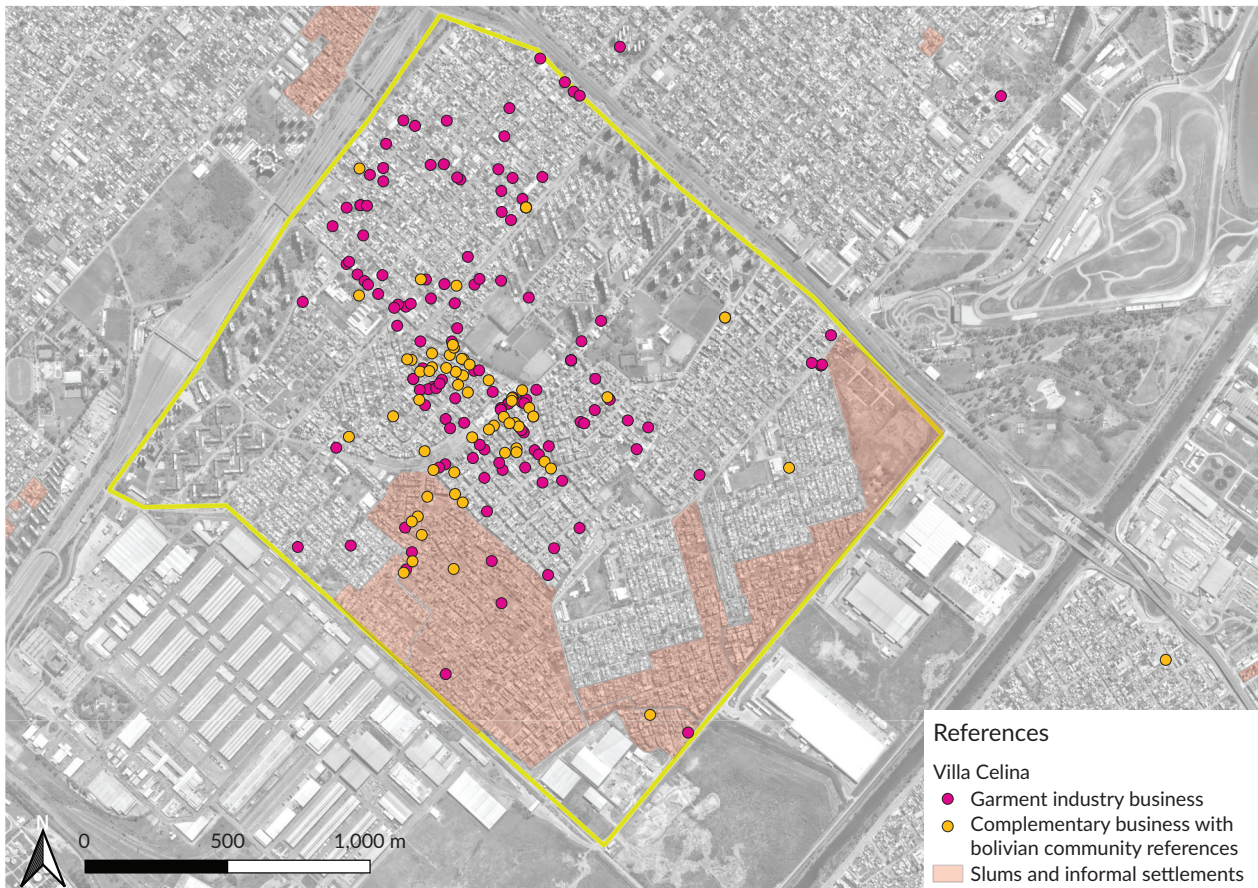 N
0 500 1,000 m
References
Villa Celina
Garment industry business
Complementary business with
bolivian community references
Slums and informal settlements